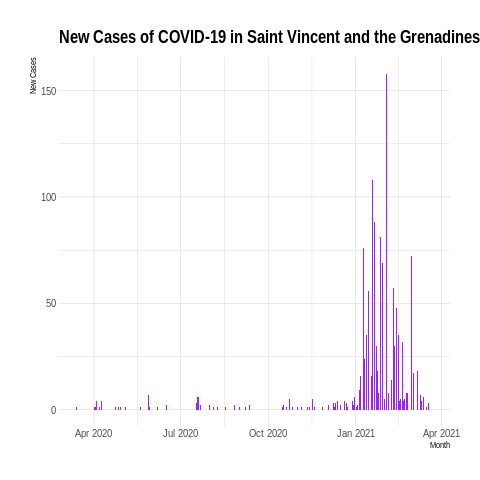 New Cases of COVID-19 in Saint Vincent and the Grenadines
New Cases
150
100
50
0
Apr 2020 Jul 2020 Oct 2020 Jan 2021 Apr 2021
Month